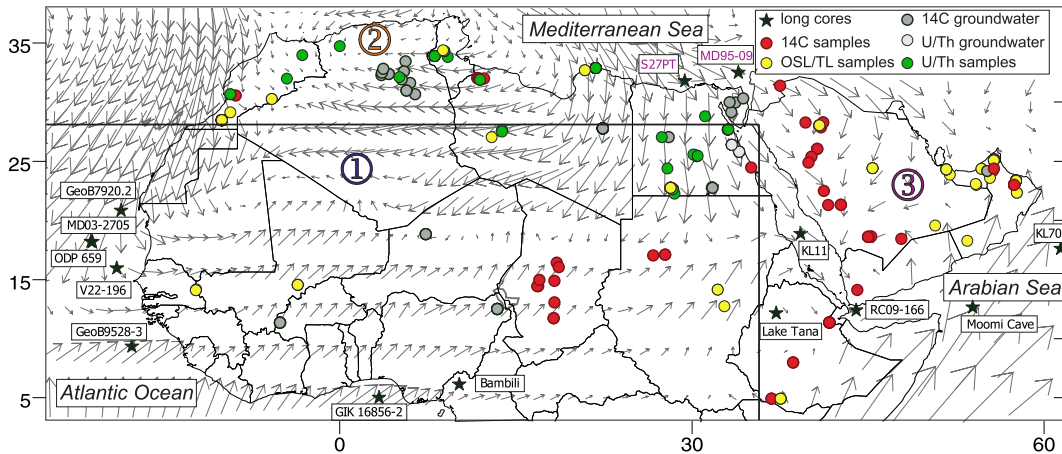 35
25
15
5
0
30
60
Mediterranean Sea
Atlantic Ocean
Arabian Sea
long cores
14C samples
OSL/TL samples
14C groundwater
U/Th groundwater
U/Th samples
S27PT
MD95-09
1
2
3
GeoB7920.2
MD03-2705
ODP 659
V22-196
GeoB9528-3
GIK 16856-2
Bambili
KL11
Lake Tana
RC09-166
Moomi Cave
KL70